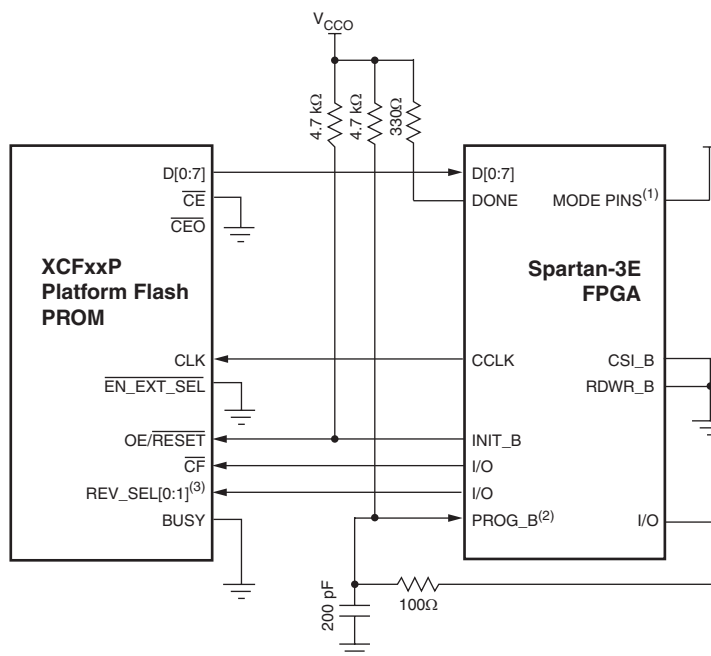 V_CCO
4.7 kΩ
4.7 kΩ
330Ω
D[0:7]
CE
CEO
XCFxxP
Platform Flash
PROM
CLK
EN_EXT_SEL
OE/RESET
CF
REV_SEL[0:1](3)
BUSY
D[0:7]
DONE
MODE PINS(1)
Spartan-3E
FPGA
CCLK
CSI_B
RDWR_B
INIT_B
I/O
I/O
PROG_B(2)
I/O
200 pF
100Ω